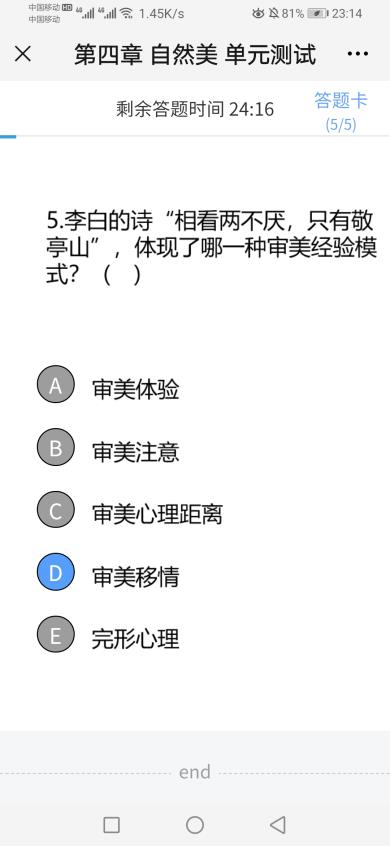 中国移动 HD 4G 4G 1.45K/s 81% 23:14
中国移动
第四章 自然美 单元测试
剩余答题时间 24:16
答题卡
(5/5)
5.李白的诗“相看两不厌，只有敬
亭山”，体现了哪一种审美经验模
式？（ ）
A 审美体验
B 审美注意
C 审美心理距离
D 审美移情
E 完形心理
end